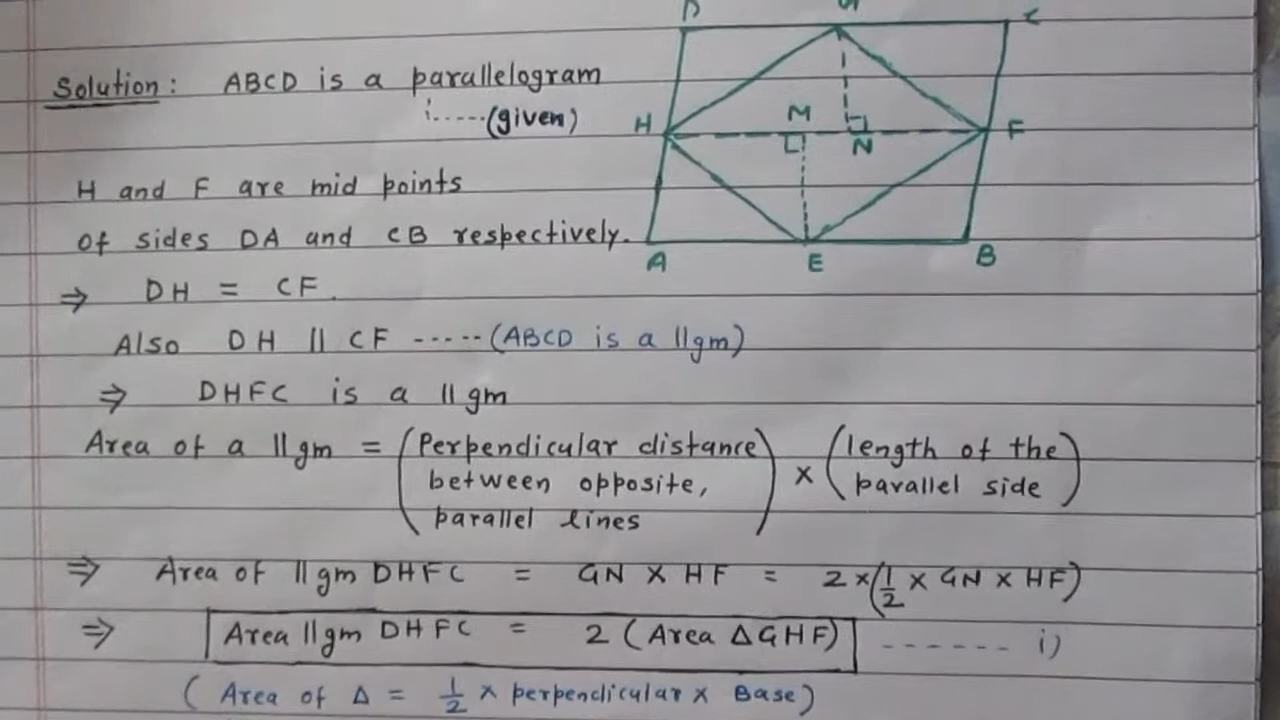 D G C
Solution : ABCD is a parallelogram
.....(given)
H M N F
H and F are mid points
of sides DA and CB respectively.
A E B
⇒ DH = CF.
Also DH || CF .....(ABCD is a ||gm)
⇒ DHFC is a ||gm
Area of a ||gm = (Perpendicular distance between opposite, parallel lines) × (length of the parallel side)
⇒ Area of ||gm DHFC = GN × HF = 2 × (1/2 × GN × HF)
⇒ Area ||gm DHFC = 2 (Area ΔGHF) ....... i)
( Area of Δ = 1/2 × perpendicular × Base)